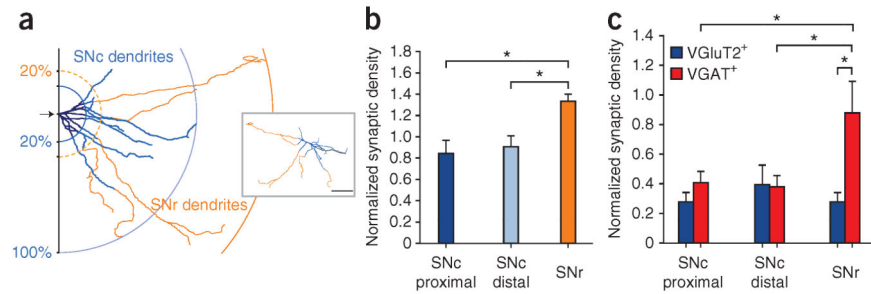 a
SNc dendrites
20%
20%
SNr dendrites
100%
b
Normalized synaptic density
1.8
1.6
1.4
1.2
1.0
0.8
0.6
0.4
0.2
0
*
*
SNc
proximal
SNc
distal
SNr
c
Normalized synaptic density
1.4
1.2
1.0
0.8
0.6
0.4
0.2
0
VGluT2+
VGAT+
*
*
*
SNc
proximal
SNc
distal
SNr